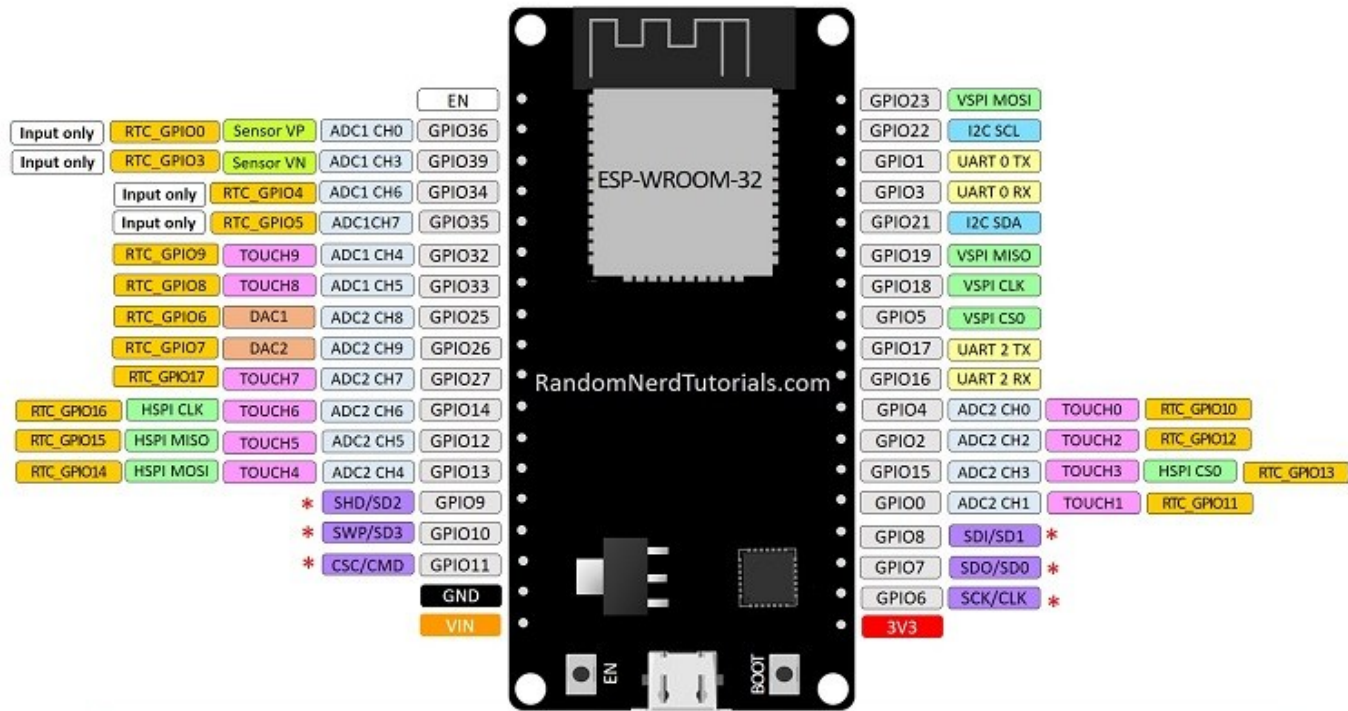 EN GPIO23 VSPI MOSI
Input only RTC_GPIO0 Sensor VP ADC1 CH0 GPIO36 GPIO22 I2C SCL
Input only RTC_GPIO3 Sensor VN ADC1 CH3 GPIO39 GPIO1 UART 0 TX
Input only RTC_GPIO4 ADC1 CH6 GPIO34 ESP-WROOM-32 GPIO3 UART 0 RX
Input only RTC_GPIO5 ADC1CH7 GPIO35 GPIO21 I2C SDA
RTC_GPIO9 TOUCH9 ADC1 CH4 GPIO32 GPIO19 VSPI MISO
RTC_GPIO8 TOUCH8 ADC1 CH5 GPIO33 GPIO18 VSPI CLK
RTC_GPIO6 DAC1 ADC2 CH8 GPIO25 GPIO5 VSPI CS0
RTC_GPIO7 DAC2 ADC2 CH9 GPIO26 GPIO17 UART 2 TX
RTC_GPIO17 TOUCH7 ADC2 CH7 GPIO27 RandomNerdTutorials.com GPIO16 UART 2 RX
RTC_GPIO16 HSPI CLK TOUCH6 ADC2 CH6 GPIO14 GPIO4 ADC2 CH0 TOUCH0 RTC_GPIO10
RTC_GPIO15 HSPI MISO TOUCH5 ADC2 CH5 GPIO12 GPIO2 ADC2 CH2 TOUCH2 RTC_GPIO12
RTC_GPIO14 HSPI MOSI TOUCH4 ADC2 CH4 GPIO13 GPIO15 ADC2 CH3 TOUCH3 HSPI CS0 RTC_GPIO13
* SHD/SD2 GPIO9 GPIO0 ADC2 CH1 TOUCH1 RTC_GPIO11
* SWP/SD3 GPIO10 GPIO8 SDI/SD1 *
* CSC/CMD GPIO11 GPIO7 SDO/SD0 *
GND GPIO6 SCK/CLK *
VIN 3V3
EN BOOT